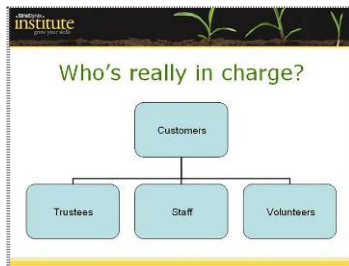 institute
grow your skills
Who's really in charge?
Customers
Trustees
Staff
Volunteers